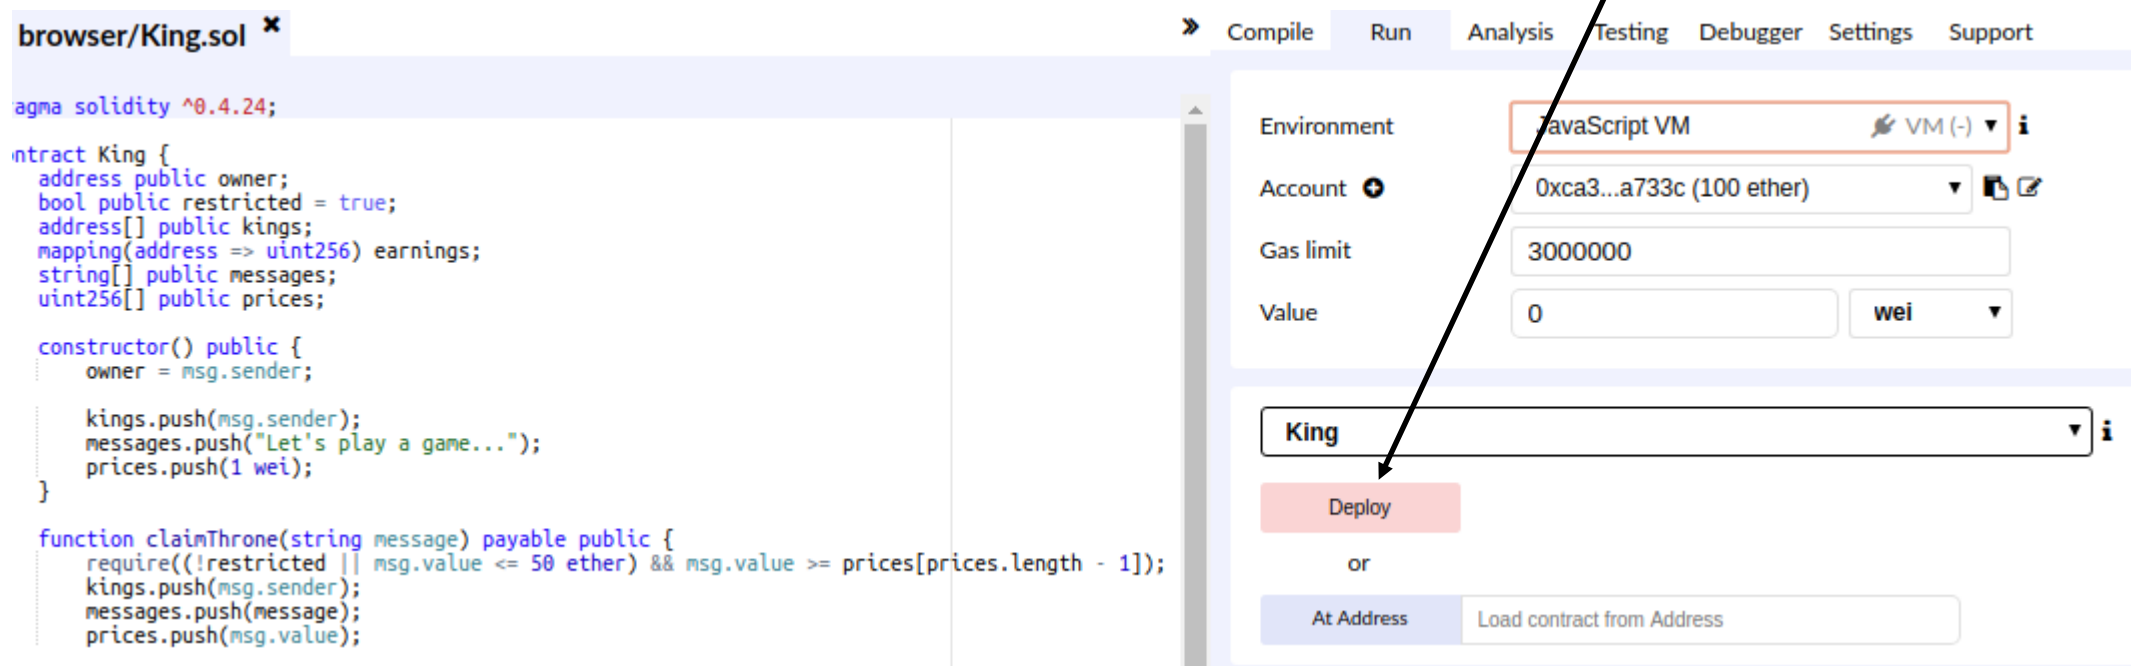 browser/King.sol ✖
»
agma solidity ^0.4.24;
ntract King {
address public owner;
bool public restricted = true;
address[] public kings;
mapping(address => uint256) earnings;
string[] public messages;
uint256[] public prices;
constructor() public {
owner = msg.sender;
kings.push(msg.sender);
messages.push("Let's play a game...");
prices.push(1 wei);
}
function claimThrone(string message) payable public {
require((!restricted || msg.value <= 50 ether) && msg.value >= prices[prices.length - 1]);
kings.push(msg.sender);
messages.push(message);
prices.push(msg.value);
Compile Run Analysis Testing Debugger Settings Support
Environment JavaScript VM VM (-)
Account 0xca3...a733c (100 ether)
Gas limit 3000000
Value 0 wei
King
Deploy
or
At Address Load contract from Address